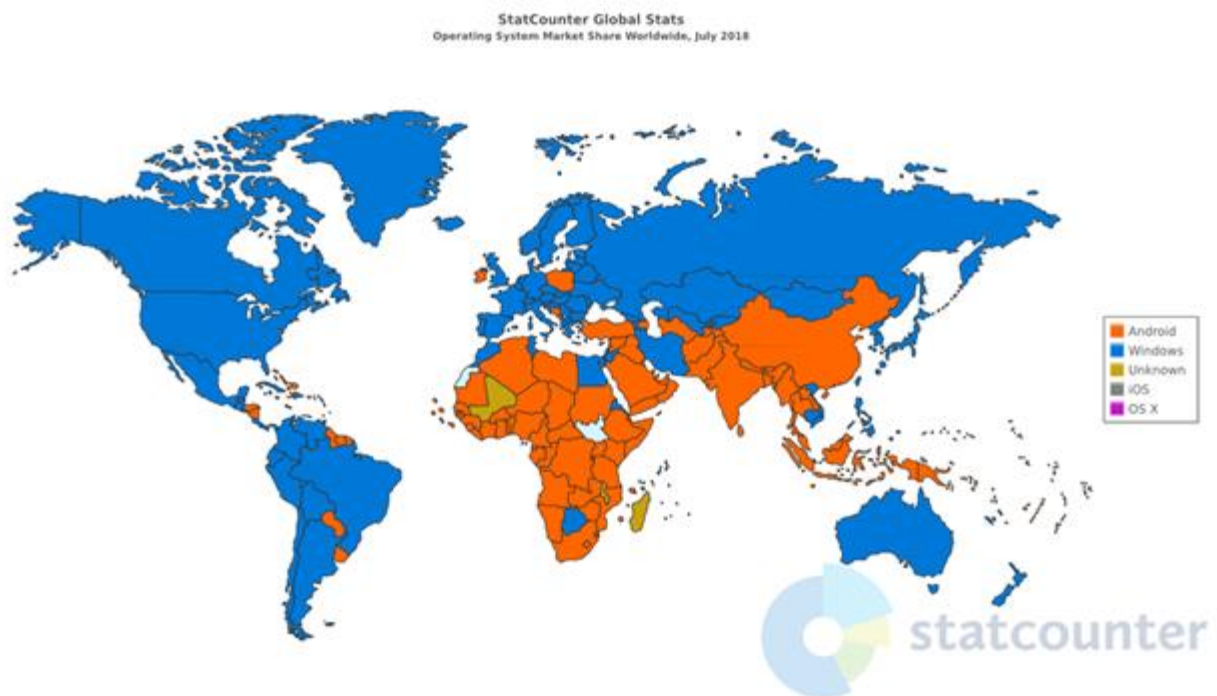 StatCounter Global Stats
Operating System Market Share Worldwide, July 2018
Android
Windows
Unknown
iOS
OS X
statcounter